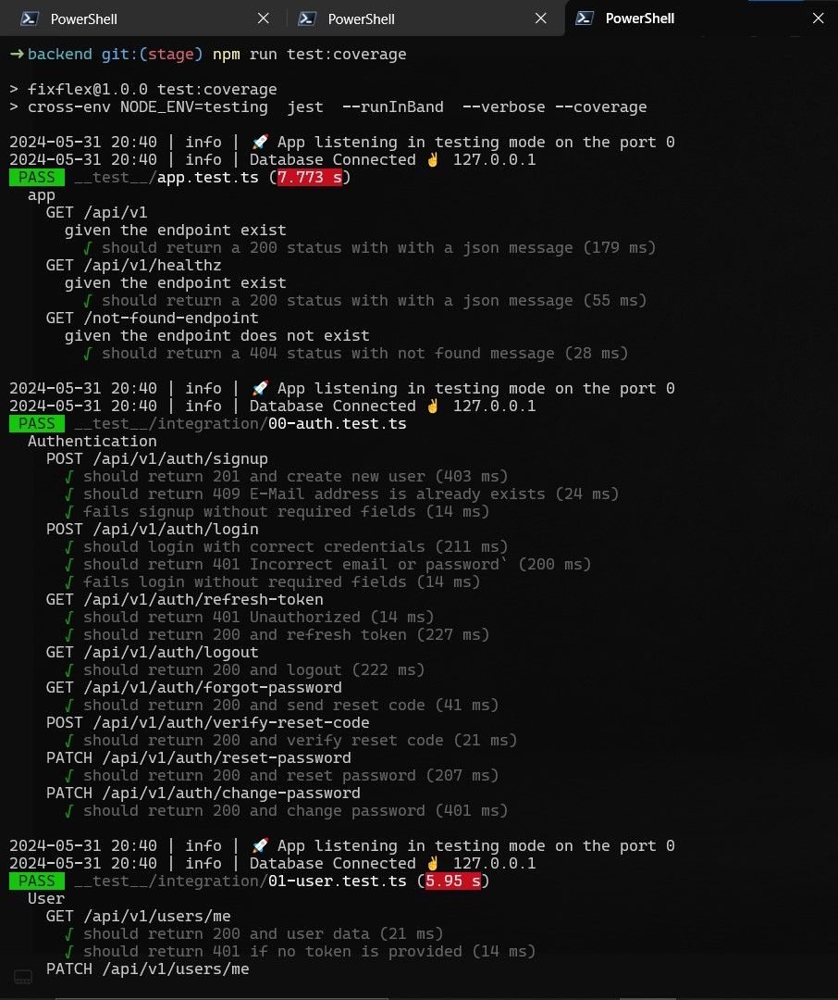 PowerShell PowerShell PowerShell
→ backend git:(stage) npm run test:coverage
> fixflex@1.0.0 test:coverage
> cross-env NODE_ENV=testing  jest  --runInBand  --verbose --coverage
2024-05-31 20:40 | info | 🚀 App listening in testing mode on the port 0
2024-05-31 20:40 | info | Database Connected ✌ 127.0.0.1
PASS __test__/app.test.ts (7.773 s)
app
GET /api/v1
given the endpoint exist
√ should return a 200 status with with a json message (179 ms)
GET /api/v1/healthz
given the endpoint exist
√ should return a 200 status with with a json message (55 ms)
GET /not-found-endpoint
given the endpoint does not exist
√ should return a 404 status with not found message (28 ms)
2024-05-31 20:40 | info | 🚀 App listening in testing mode on the port 0
2024-05-31 20:40 | info | Database Connected ✌ 127.0.0.1
PASS __test__/integration/00-auth.test.ts
Authentication
POST /api/v1/auth/signup
√ should return 201 and create new user (403 ms)
√ should return 409 E-Mail address is already exists (24 ms)
√ fails signup without required fields (14 ms)
POST /api/v1/auth/login
√ should login with correct credentials (211 ms)
√ should return 401 Incorrect email or password` (200 ms)
√ fails login without required fields (14 ms)
GET /api/v1/auth/refresh-token
√ should return 401 Unauthorized (14 ms)
√ should return 200 and refresh token (227 ms)
GET /api/v1/auth/logout
√ should return 200 and logout (222 ms)
GET /api/v1/auth/forgot-password
√ should return 200 and send reset code (41 ms)
POST /api/v1/auth/verify-reset-code
√ should return 200 and verify reset code (21 ms)
PATCH /api/v1/auth/reset-password
√ should return 200 and reset password (207 ms)
PATCH /api/v1/auth/change-password
√ should return 200 and change password (401 ms)
2024-05-31 20:40 | info | 🚀 App listening in testing mode on the port 0
2024-05-31 20:40 | info | Database Connected ✌ 127.0.0.1
PASS __test__/integration/01-user.test.ts (5.95 s)
User
GET /api/v1/users/me
√ should return 200 and user data (21 ms)
√ should return 401 if no token is provided (14 ms)
PATCH /api/v1/users/me